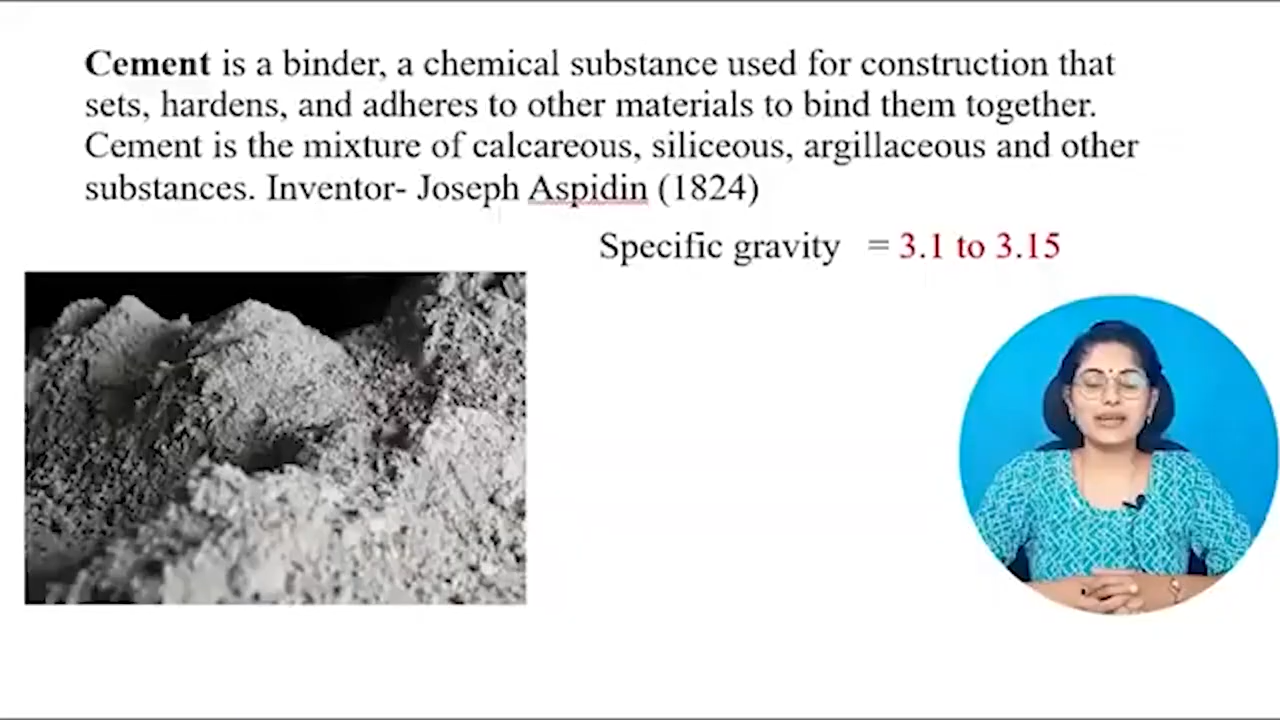 Cement is a binder, a chemical substance used for construction that
sets, hardens, and adheres to other materials to bind them together.
Cement is the mixture of calcareous, siliceous, argillaceous and other
substances. Inventor- Joseph Aspidin (1824)
Specific gravity = 3.1 to 3.15